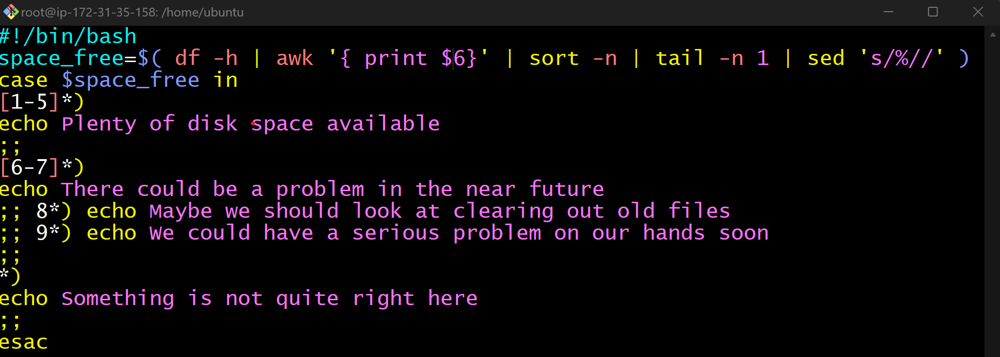 root@ip-172-31-35-158: /home/ubuntu
#!/bin/bash
space_free=$( df -h | awk '{ print $6}' | sort -n | tail -n 1 | sed 's/%//' )
case $space_free in
[1-5]*)
echo Plenty of disk space available
;;
[6-7]*)
echo There could be a problem in the near future
;; 8*) echo Maybe we should look at clearing out old files
;; 9*) echo We could have a serious problem on our hands soon
;;
*)
echo Something is not quite right here
;;
esac